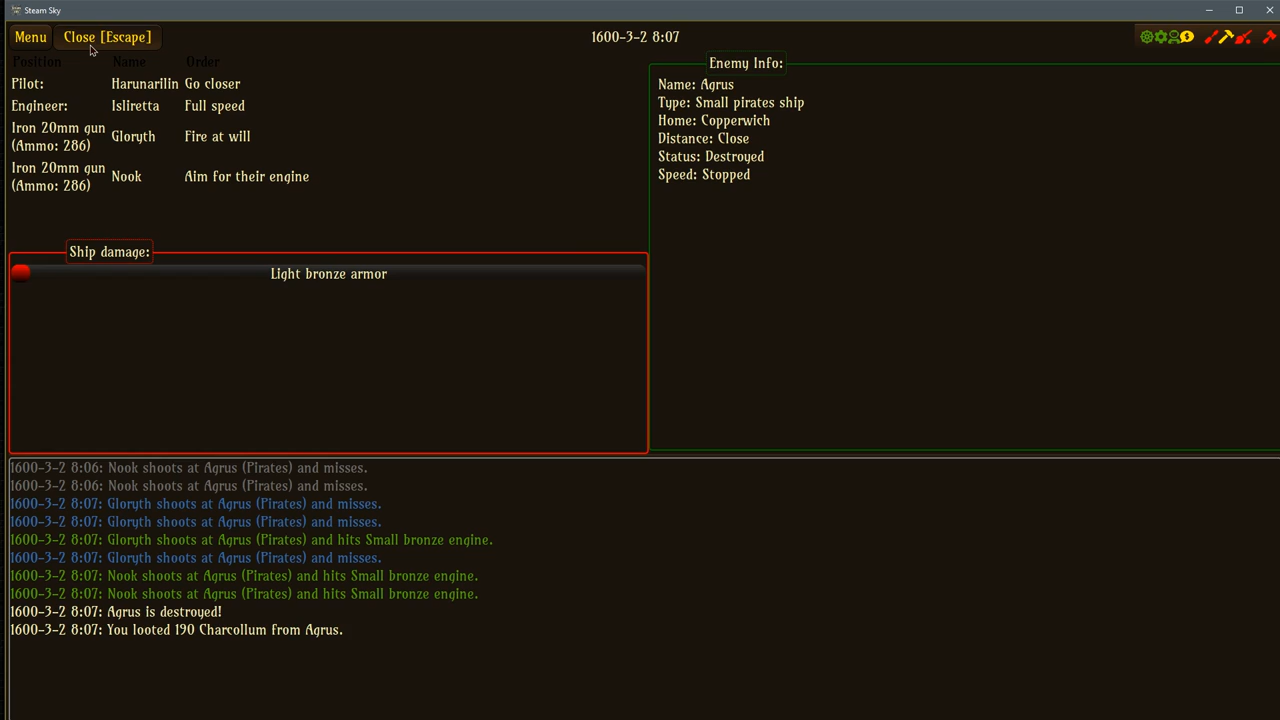 Steam Sky
Menu
Close [Escape]
1600-3-2 8:07
Position Name Order
Pilot: Harunarilin Go closer
Engineer: Isliretta Full speed
Iron 20mm gun
(Ammo: 286) Gloryth Fire at will
Iron 20mm gun
(Ammo: 286) Nook Aim for their engine
Ship damage:
Light bronze armor
Enemy Info:
Name: Agrus
Type: Small pirates ship
Home: Copperwich
Distance: Close
Status: Destroyed
Speed: Stopped
1600-3-2 8:06: Nook shoots at Agrus (Pirates) and misses.
1600-3-2 8:06: Nook shoots at Agrus (Pirates) and misses.
1600-3-2 8:07: Gloryth shoots at Agrus (Pirates) and misses.
1600-3-2 8:07: Gloryth shoots at Agrus (Pirates) and misses.
1600-3-2 8:07: Gloryth shoots at Agrus (Pirates) and hits Small bronze engine.
1600-3-2 8:07: Gloryth shoots at Agrus (Pirates) and misses.
1600-3-2 8:07: Nook shoots at Agrus (Pirates) and hits Small bronze engine.
1600-3-2 8:07: Nook shoots at Agrus (Pirates) and hits Small bronze engine.
1600-3-2 8:07: Agrus is destroyed!
1600-3-2 8:07: You looted 190 Charcollum from Agrus.